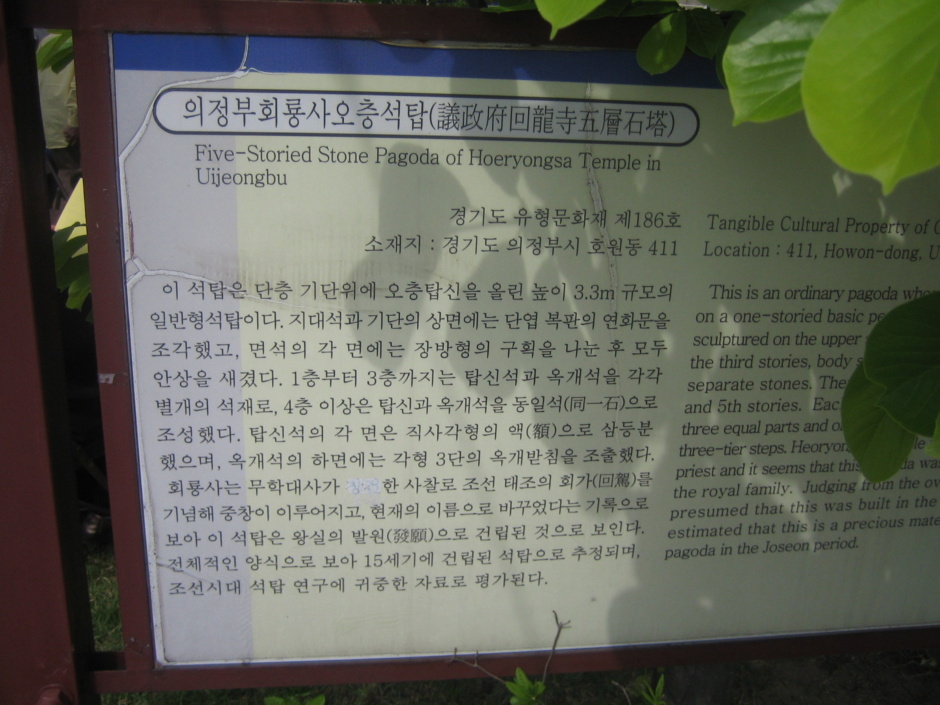 의정부회룡사오층석탑(議政府回龍寺五層石塔)
Five-Storied Stone Pagoda of Hoeryongsa Temple in
Uijeongbu
경기도 유형문화재 제186호
소재지 : 경기도 의정부시 호원동 411
이 석탑은 단층 기단위에 오층탑신을 올린 높이 3.3m 규모의
일반형석탑이다. 지대석과 기단의 상면에는 단엽 복판의 연화문을
조각했고, 면석의 각 면에는 장방형의 구획을 나눈 후 모두
안상을 새겼다. 1층부터 3층까지는 탑신석과 옥개석을 각각
별개의 석재로, 4층 이상은 탑신과 옥개석을 동일석(同一石)으로
조성했다. 탑신석의 각 면은 직사각형의 액(額)으로 삼등분
했으며, 옥개석의 하면에는 각형 3단의 옥개받침을 조출했다.
회룡사는 무학대사가 창건한 사찰로 조선 태조의 회가(回駕)를
기념해 중창이 이루어지고, 현재의 이름으로 바꾸었다는 기록으로
보아 이 석탑은 왕실의 발원(發願)으로 건립된 것으로 보인다.
전체적인 양식으로 보아 15세기에 건립된 석탑으로 추정되며,
조선시대 석탑 연구에 귀중한 자료로 평가된다.
Tangible Cultural Property of
Location : 411, Howon-dong,
This is an ordinary pagoda
on a one-storied basic
sculptured on the upper
the third stories, body
separate stones. The
and 5th stories.
three equal parts and
three-tier steps.
priest and it seems that this
the royal family. Judging from the
presumed that this was built in the
estimated that this is a precious
pagoda in the Joseon period.